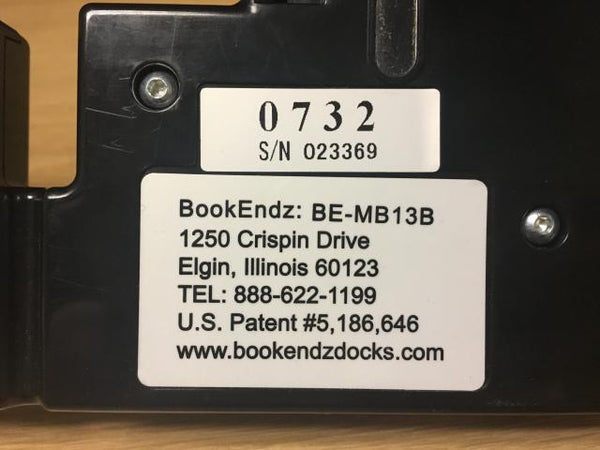 0732
S/N 023369
BookEndz: BE-MB13B
1250 Crispin Drive
Elgin, Illinois 60123
TEL: 888-622-1199
U.S. Patent #5,186,646
www.bookendzdocks.com